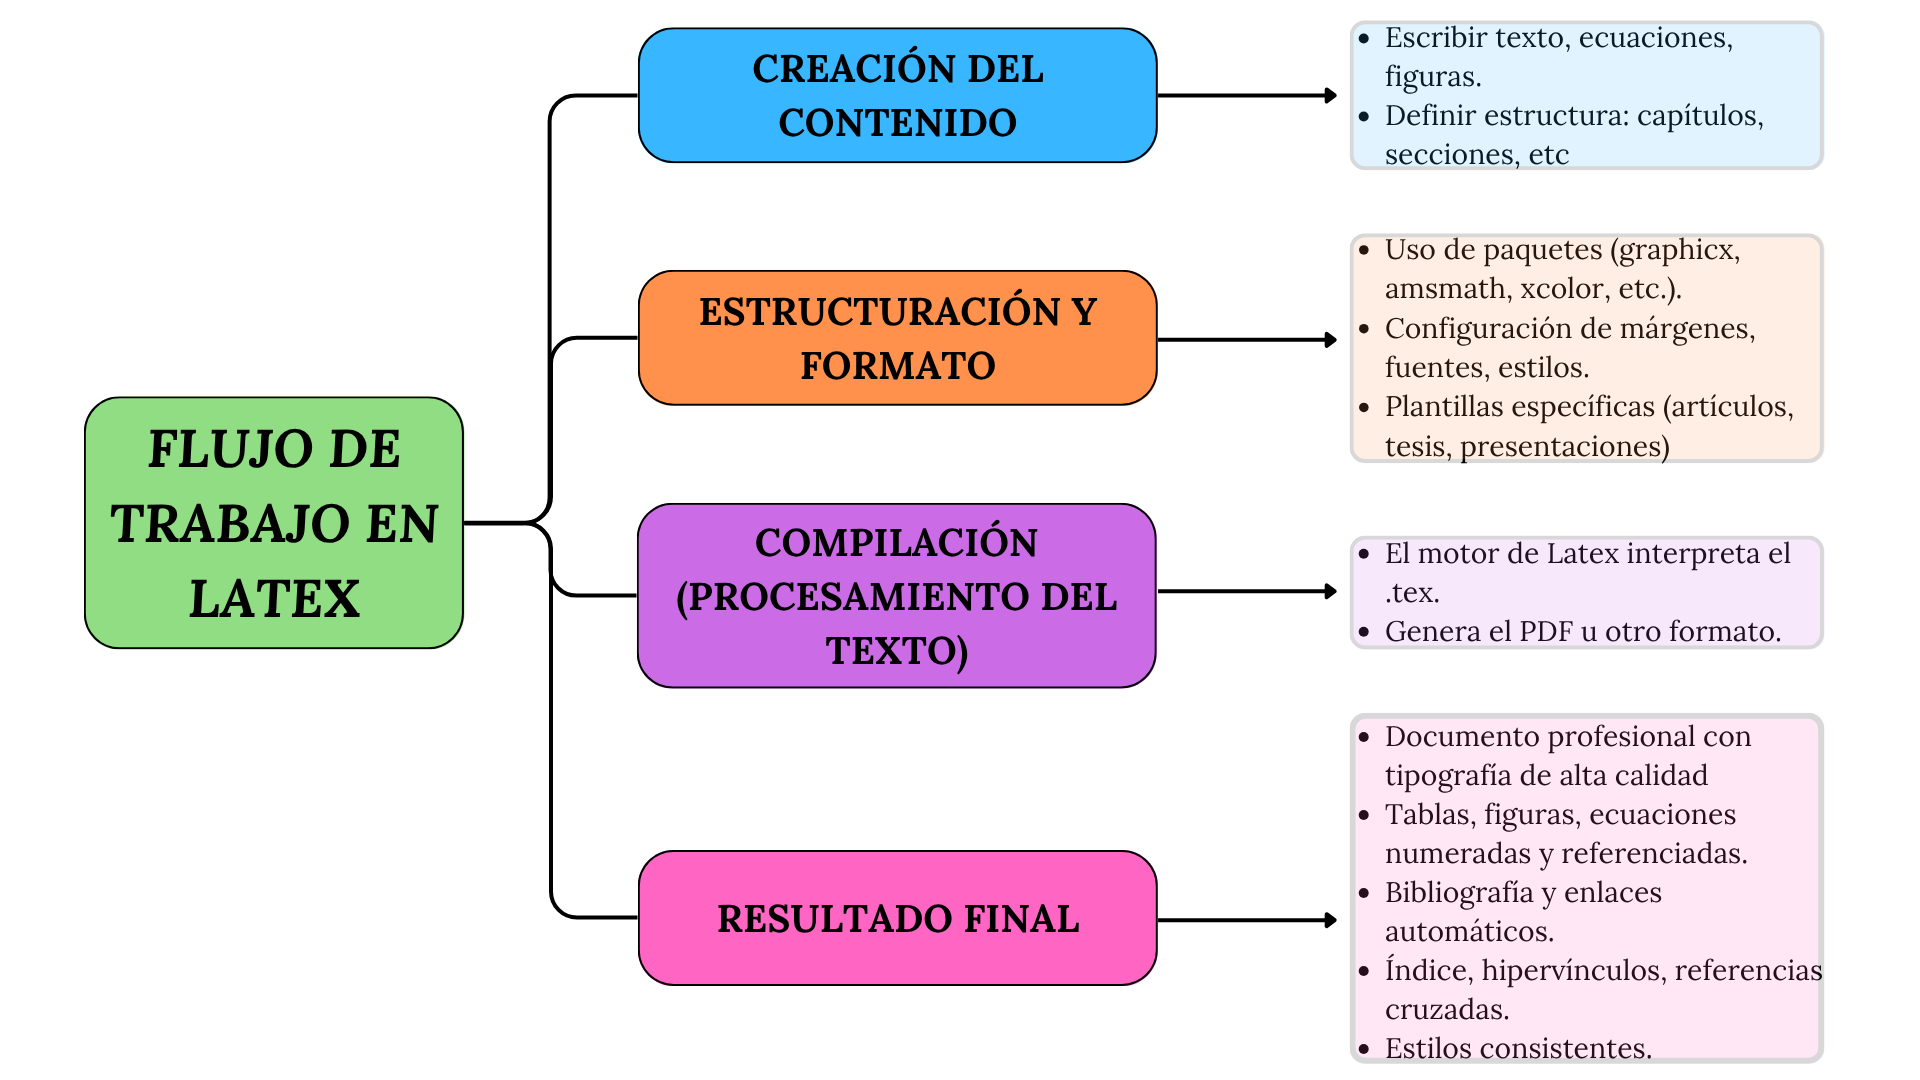 FLUJO DE
TRABAJO EN
LATEX
CREACIÓN DEL
CONTENIDO
• Escribir texto, ecuaciones,
figuras.
• Definir estructura: capítulos,
secciones, etc
ESTRUCTURACIÓN Y
FORMATO
• Uso de paquetes (graphicx,
amsmath, xcolor, etc.).
• Configuración de márgenes,
fuentes, estilos.
• Plantillas específicas (artículos,
tesis, presentaciones)
COMPILACIÓN
(PROCESAMIENTO DEL
TEXTO)
• El motor de Latex interpreta el
.tex.
• Genera el PDF u otro formato.
RESULTADO FINAL
• Documento profesional con
tipografía de alta calidad
• Tablas, figuras, ecuaciones
numeradas y referenciadas.
• Bibliografía y enlaces
automáticos.
• Índice, hipervínculos, referencias
cruzadas.
• Estilos consistentes.